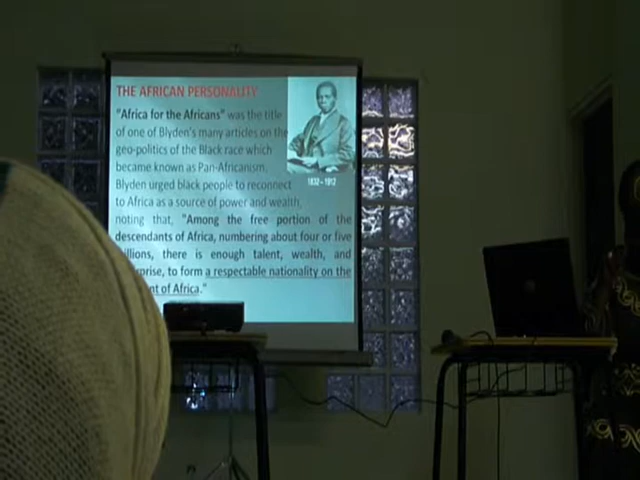 THE AFRICAN PERSONALITY
"Africa for the Africans" was the title
of one of Blyden's many articles on the
geo-politics of the Black race which
became known as Pan-Africanism.
Blyden urged black people to reconnect
to Africa as a source of power and wealth,
noting that, "Among the free portion of the
descendants of Africa, numbering about four or five
llions, there is enough talent, wealth, and
rprise, to form a respectable nationality on the
nt of Africa."
1832 - 1912